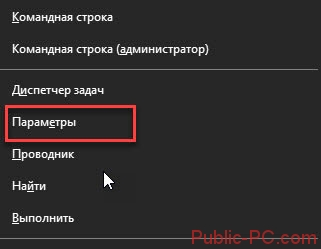 Командная строка
Командная строка (администратор)
Диспетчер задач
Параметры
Проводник
Найти
Выполнить
Public-PC.com